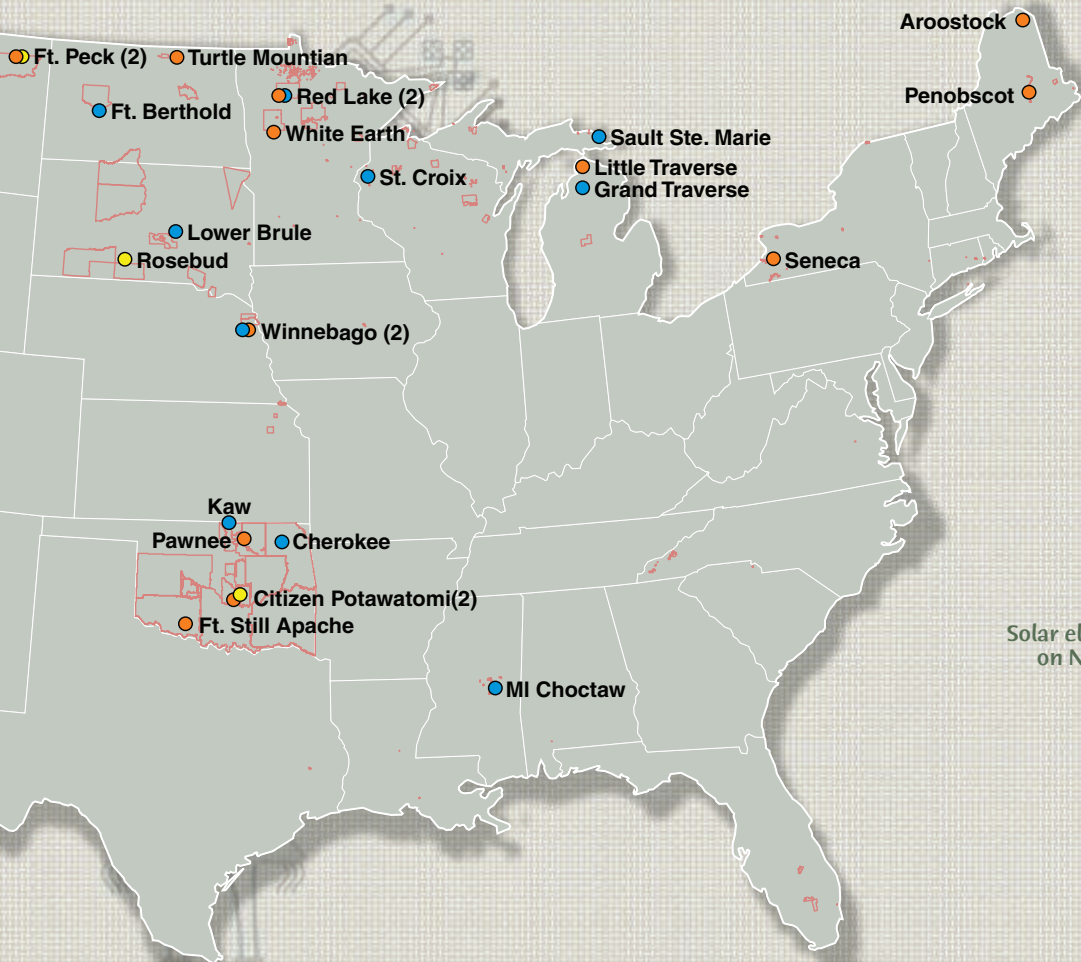 Aroostock
Ft. Peck (2)
Turtle Mountian
Penobscot
Red Lake (2)
Ft. Berthold
White Earth
Sault Ste. Marie
Little Traverse
St. Croix
Grand Traverse
Lower Brule
Rosebud
Seneca
Winnebago (2)
Kaw
Pawnee
Cherokee
Citizen Potawatomi(2)
Ft. Still Apache
Solar el
on N
MI Choctaw